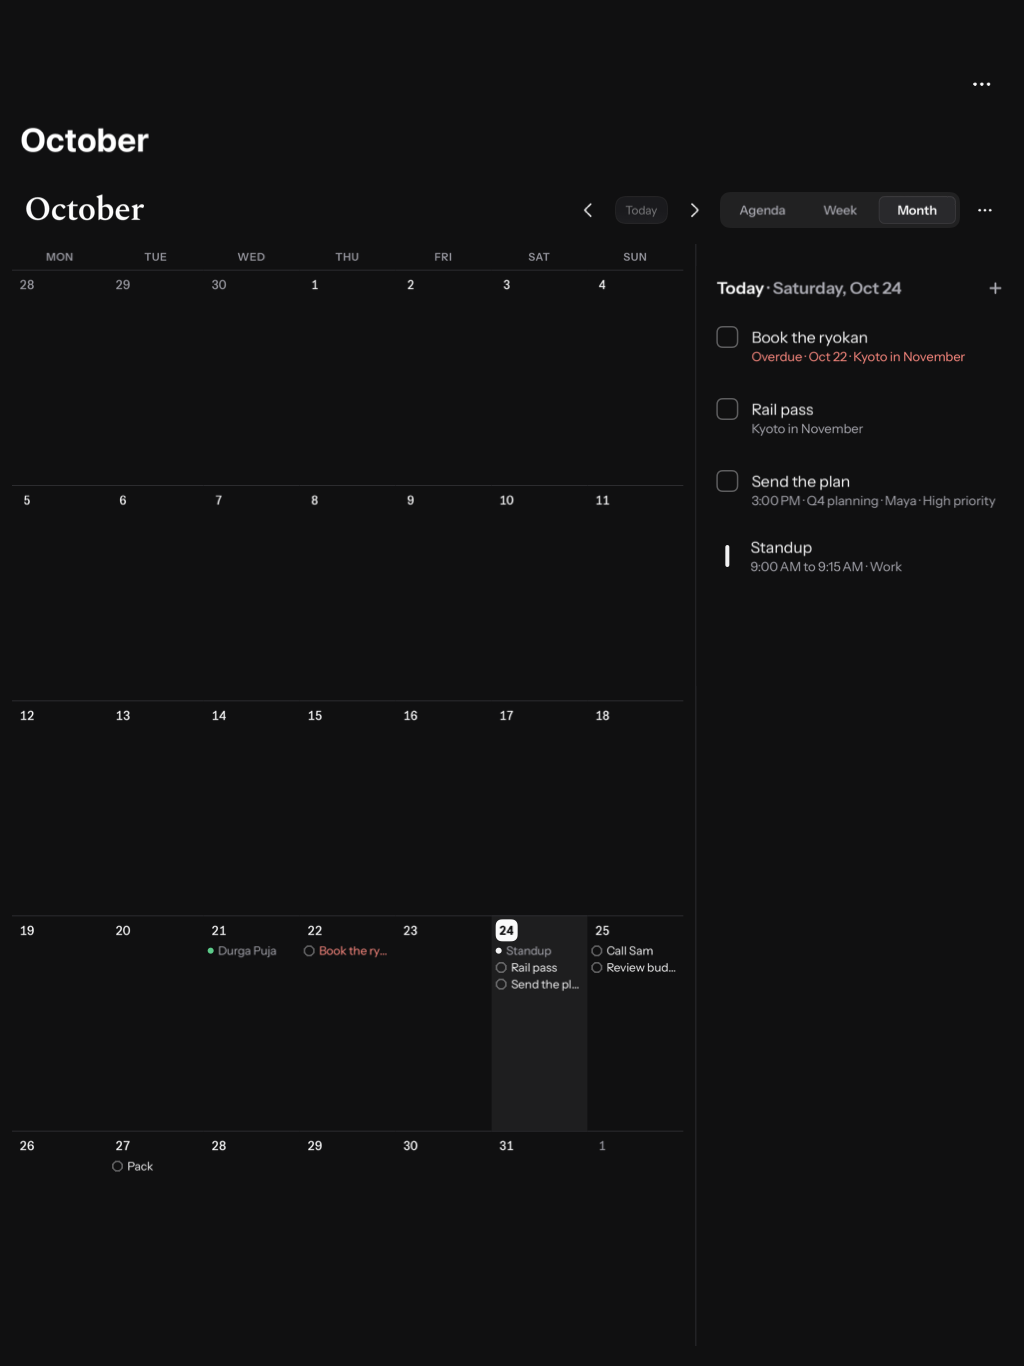 October
October
Today
Agenda Week Month
MON TUE WED THU FRI SAT SUN
28 29 30 1 2 3 4
5 6 7 8 9 10 11
12 13 14 15 16 17 18
19 20 21 22 23 24 25
Durga Puja Book the ry... Standup Call Sam
Rail pass Review bud...
Send the pl...
26 27 28 29 30 31 1
Pack
Today · Saturday, Oct 24
Book the ryokan
Overdue · Oct 22 · Kyoto in November
Rail pass
Kyoto in November
Send the plan
3:00 PM · Q4 planning · Maya · High priority
Standup
9:00 AM to 9:15 AM · Work